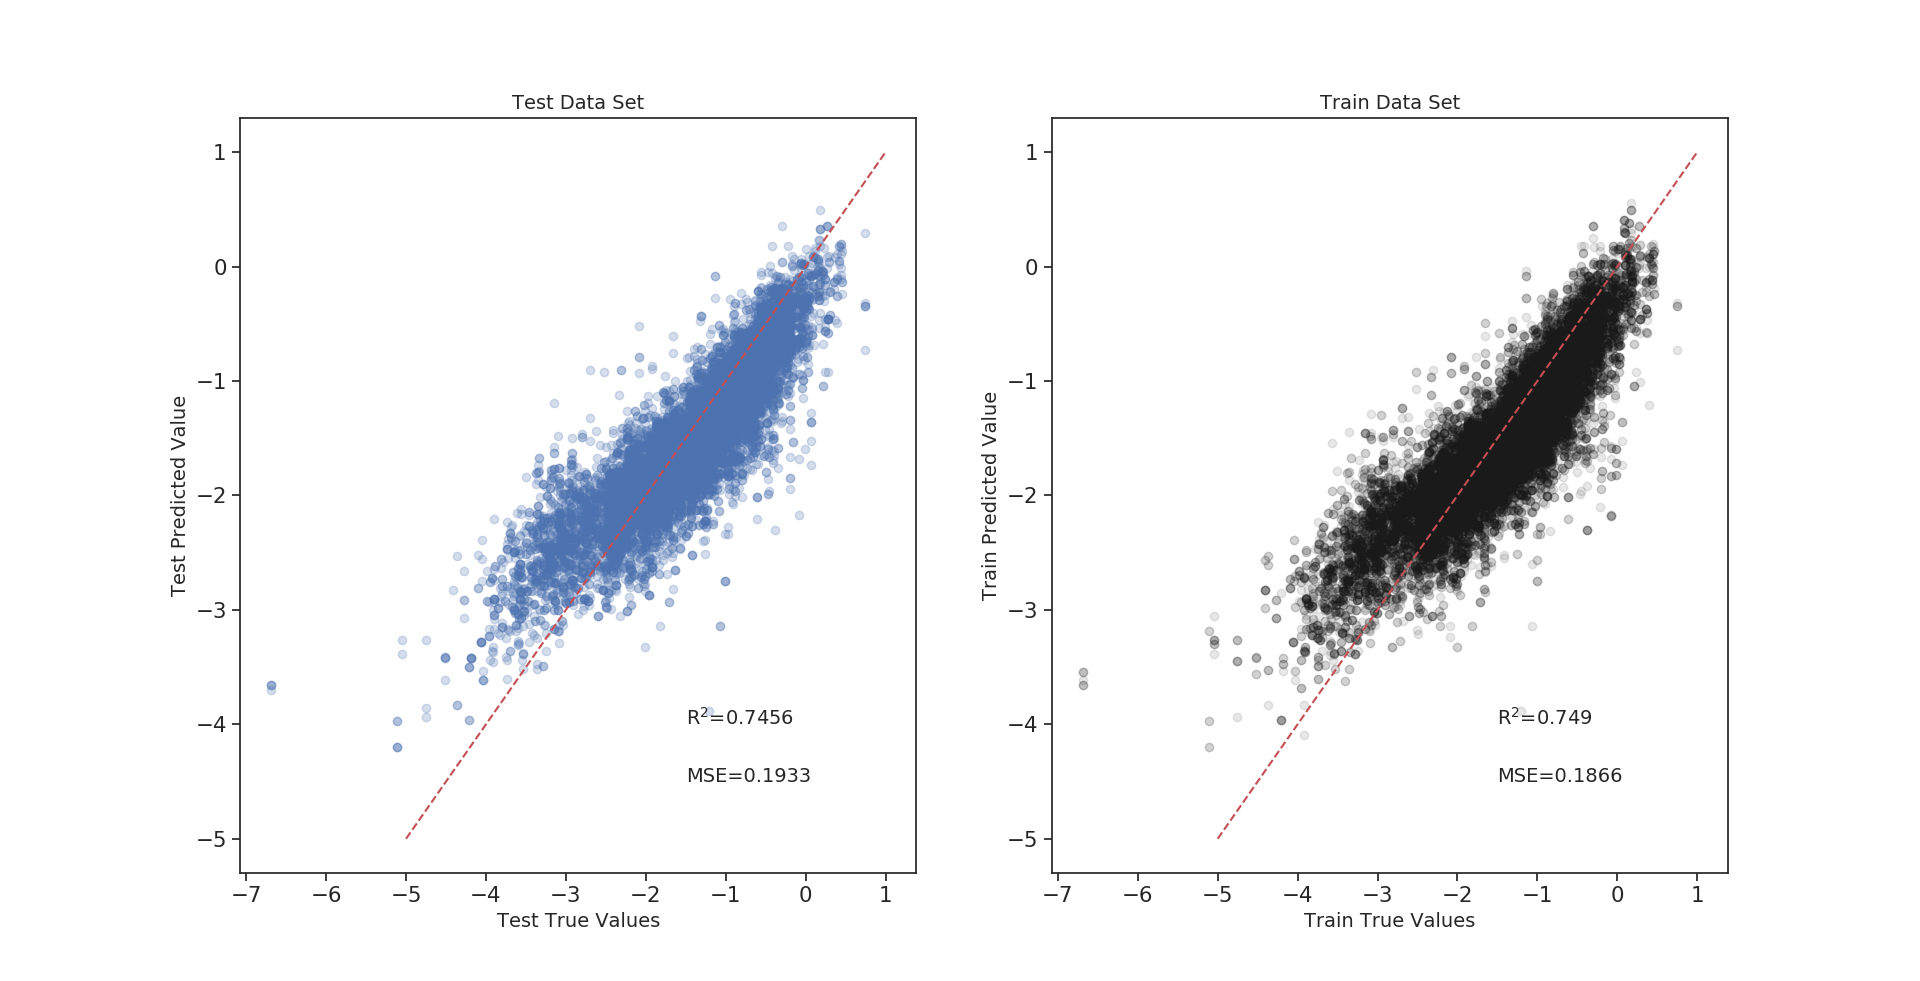 Test Data Set
1
0
−1
−2
−3
−4
−5
Test Predicted Value
R²=0.7456
MSE=0.1933
−7 −6 −5 −4 −3 −2 −1 0 1
Test True Values
Train Data Set
1
0
−1
−2
−3
−4
−5
Train Predicted Value
R²=0.749
MSE=0.1866
−7 −6 −5 −4 −3 −2 −1 0 1
Train True Values